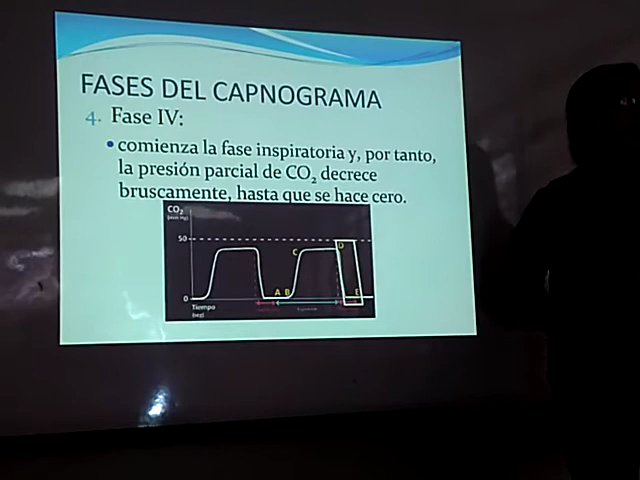 FASES DEL CAPNOGRAMA
4. Fase IV:
• comienza la fase inspiratoria y, por tanto,
la presión parcial de CO₂ decrece
bruscamente, hasta que se hace cero.
CO₂
50
C
D
A B
E
0
Tiempo
(seg)